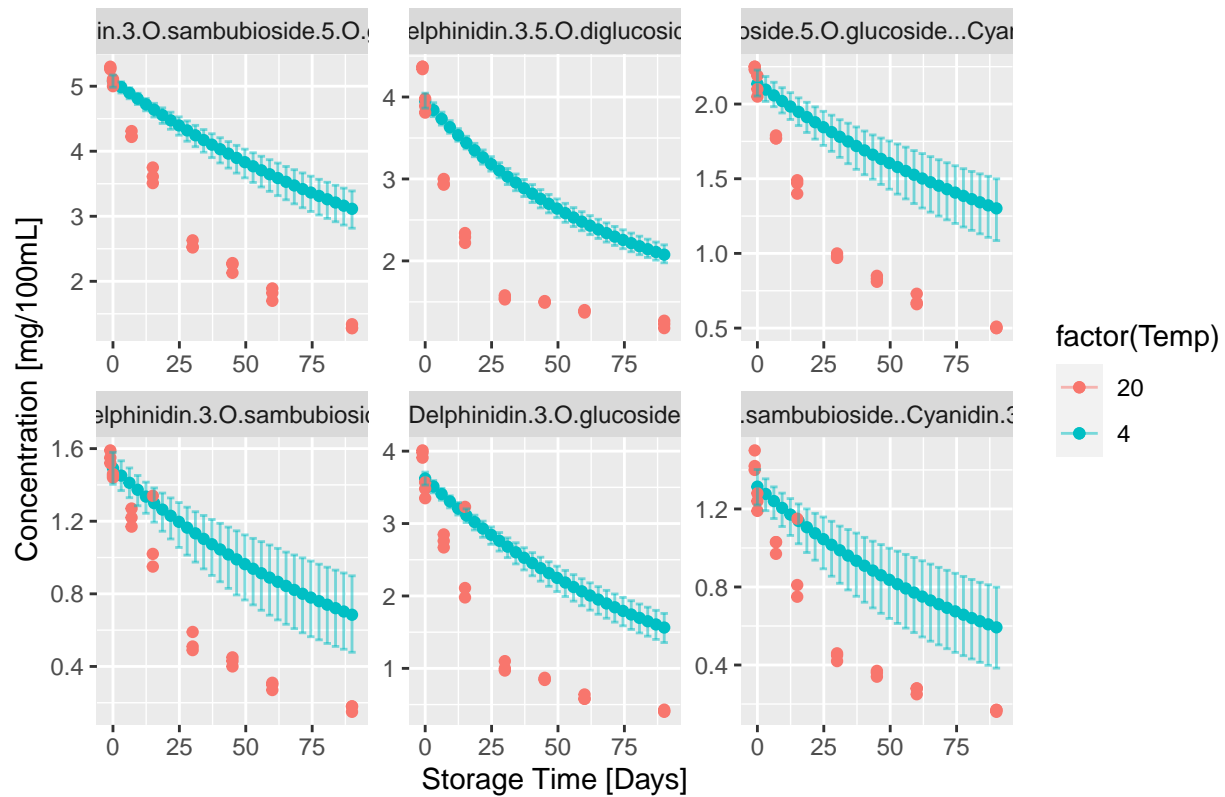 in.3.O.sambubioside.5.O.g
elphinidin.3.5.O.diglucosid
oside.5.O.glucoside...Cyan
5
4
3
2
4
3
2
2.0
1.5
1.0
0.5
0 25 50 75
0 25 50 75
0 25 50 75
elphinidin.3.O.sambubiosid
Delphinidin.3.O.glucoside
.sambubioside..Cyanidin.3
1.6
1.2
0.8
0.4
4
3
2
1
1.2
0.8
0.4
0 25 50 75
0 25 50 75
0 25 50 75
Concentration [mg/100mL]
Storage Time [Days]
factor(Temp)
20
4